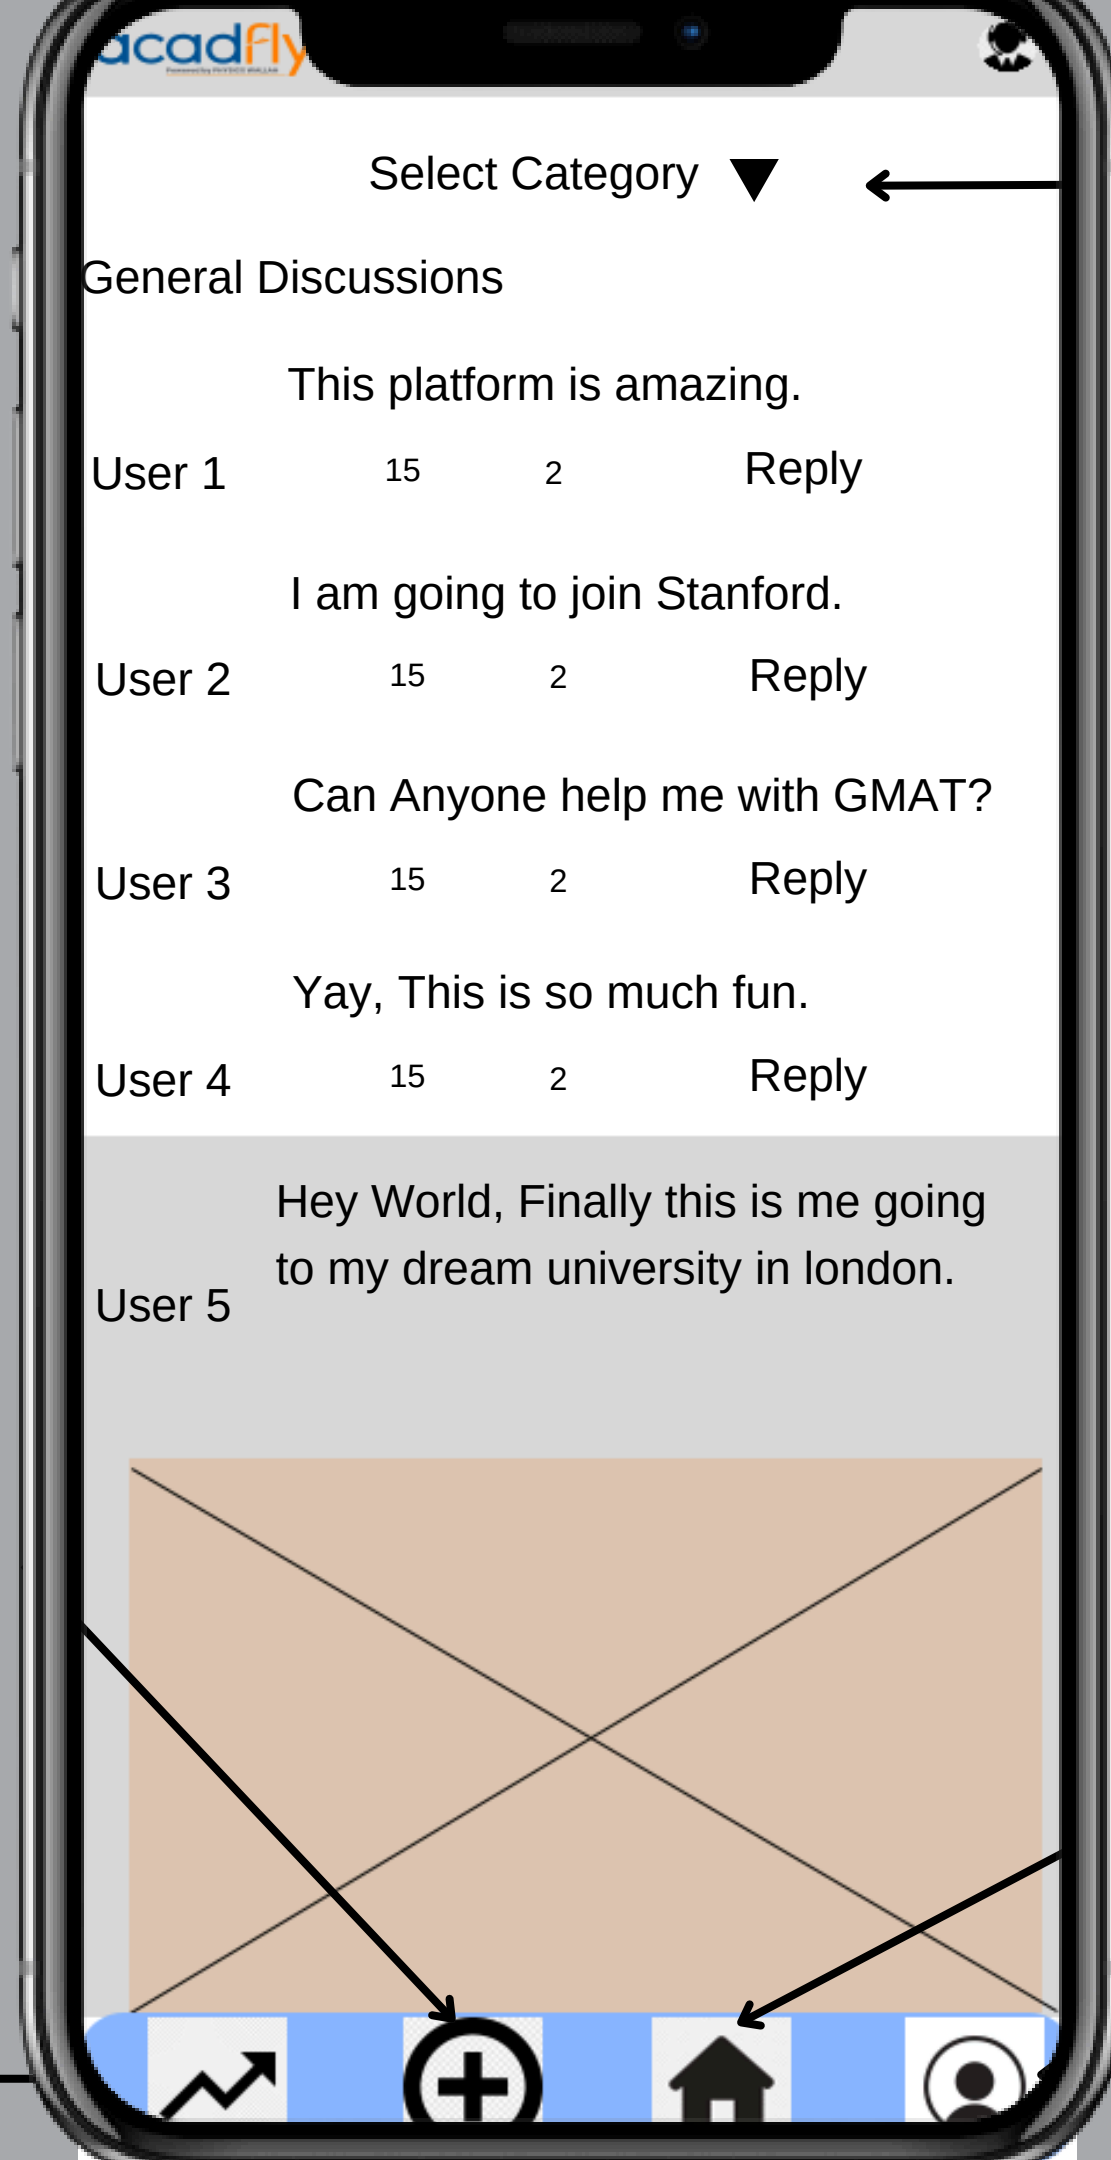 acadfly
Select Category
General Discussions
This platform is amazing.
User 1 15 2 Reply
I am going to join Stanford.
User 2 15 2 Reply
Can Anyone help me with GMAT?
User 3 15 2 Reply
Yay, This is so much fun.
User 4 15 2 Reply
Hey World, Finally this is me going
to my dream university in london.
User 5